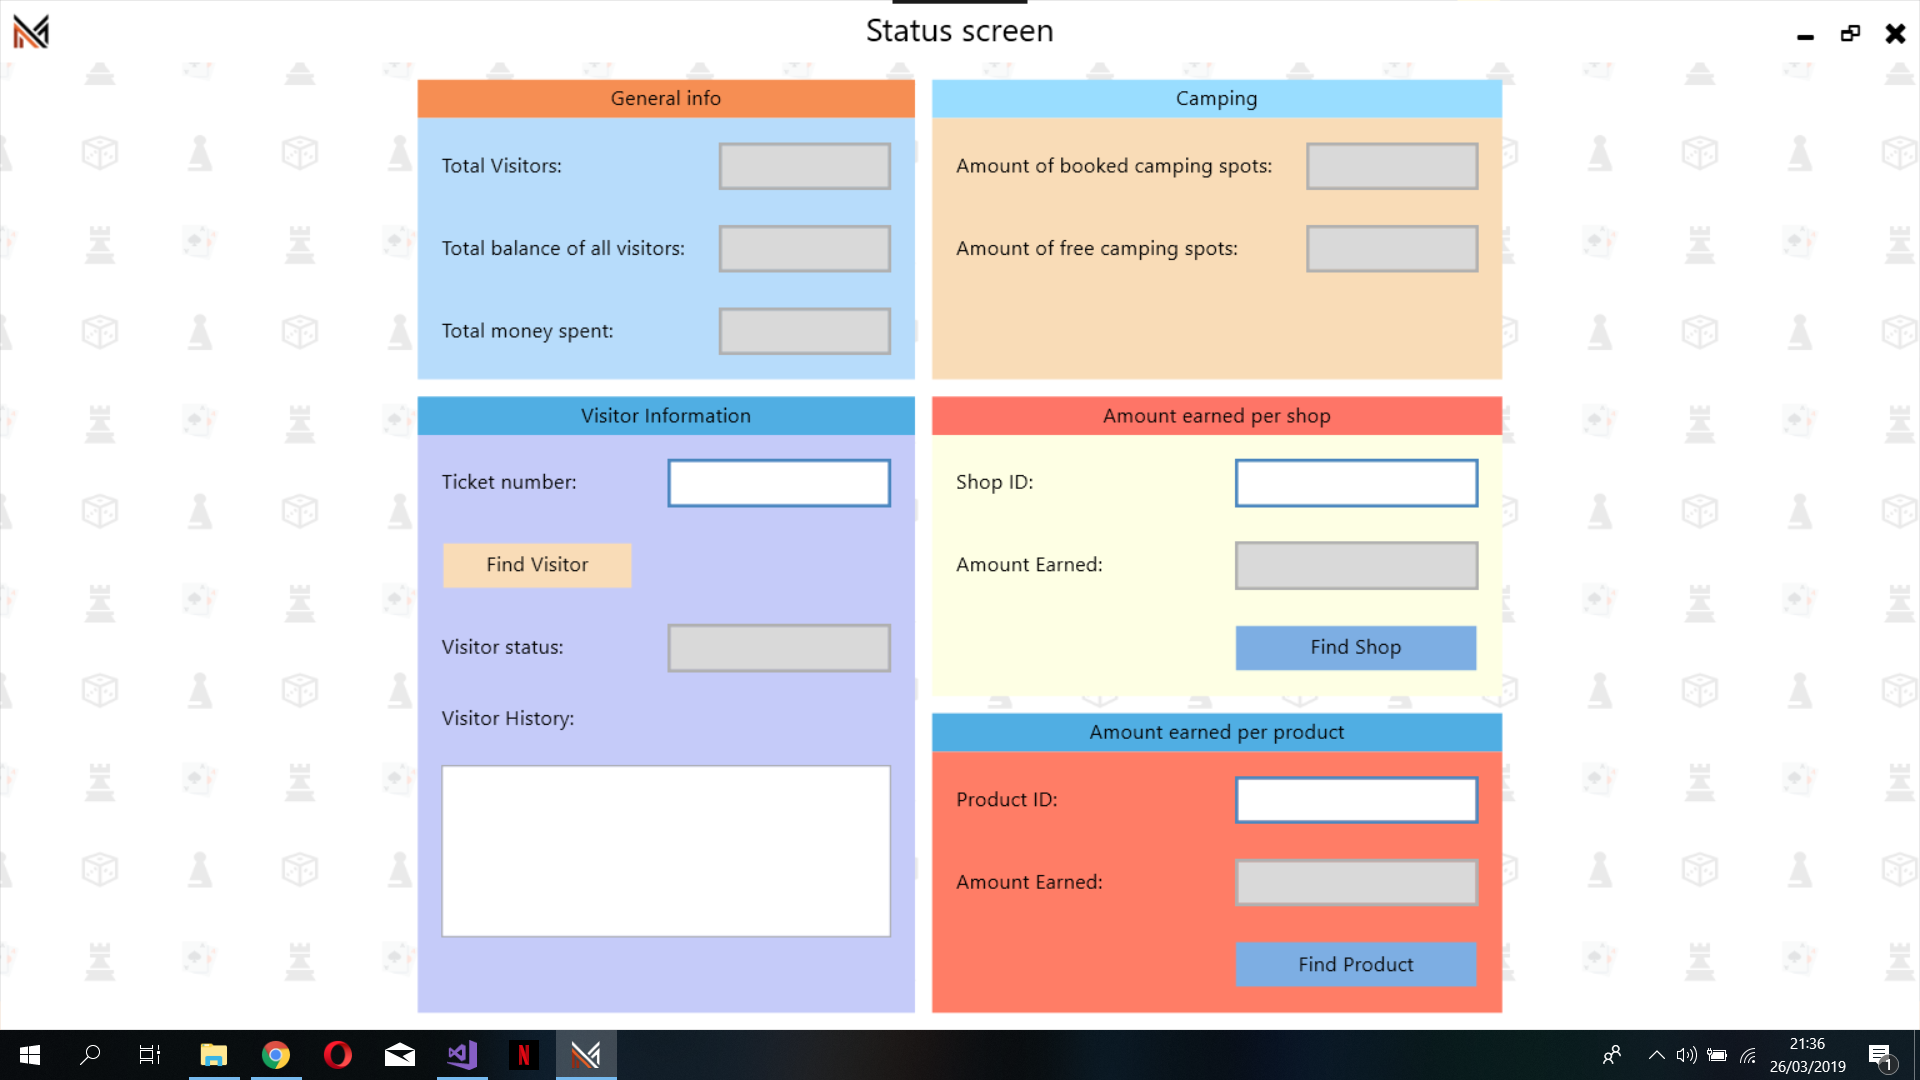 Status screen
General info
Total Visitors:
Total balance of all visitors:
Total money spent:
Camping
Amount of booked camping spots:
Amount of free camping spots:
Visitor Information
Ticket number:
Find Visitor
Visitor status:
Visitor History:
Amount earned per shop
Shop ID:
Amount Earned:
Find Shop
Amount earned per product
Product ID:
Amount Earned:
Find Product
21:36
26/03/2019
1